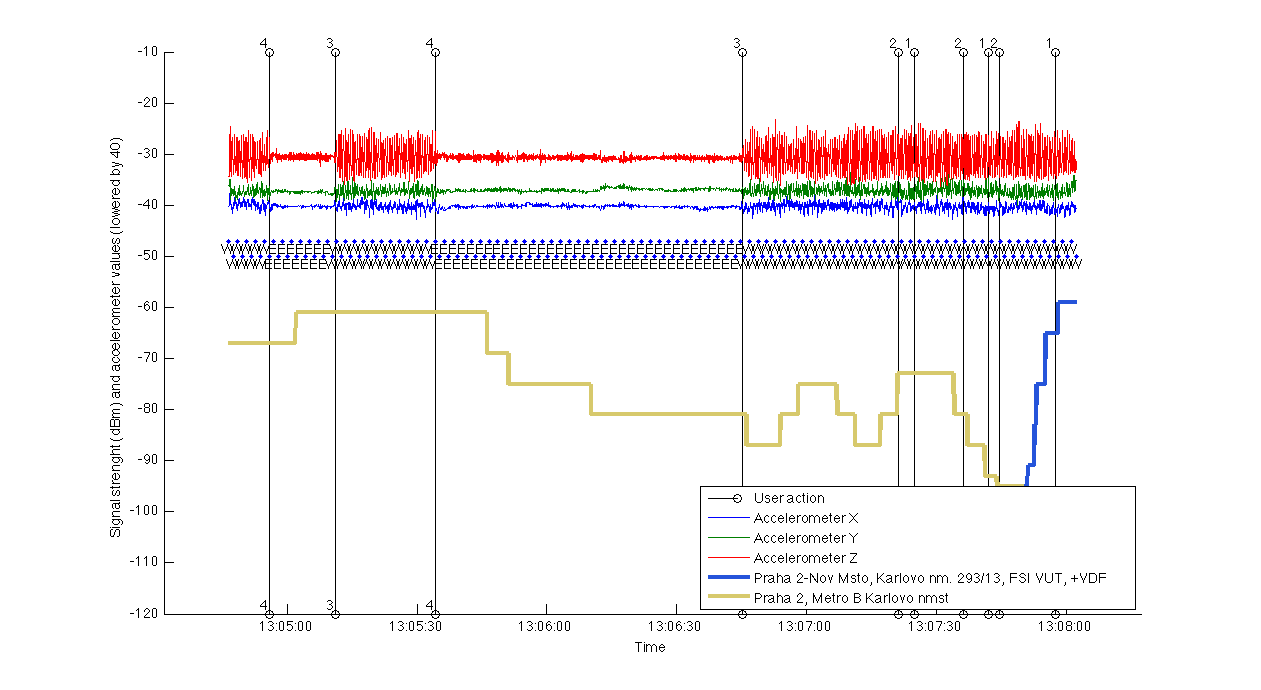 4 3 4 3 2 1 2 1 2 1
-10
-20
-30
-40
-50
-60
-70
-80
-90
-100
-110
-120
Signal strenght (dBm) and accelerometer values (lowered by 40)
User action
Accelerometer X
Accelerometer Y
Accelerometer Z
Praha 2-Nov Msto, Karlovo nm. 293/13, FSI VUT, +VDF
Praha 2, Metro B Karlovo nmst
4 3 4
13:05:00 13:05:30 13:06:00 13:06:30 13:07:00 13:07:30 13:08:00
Time